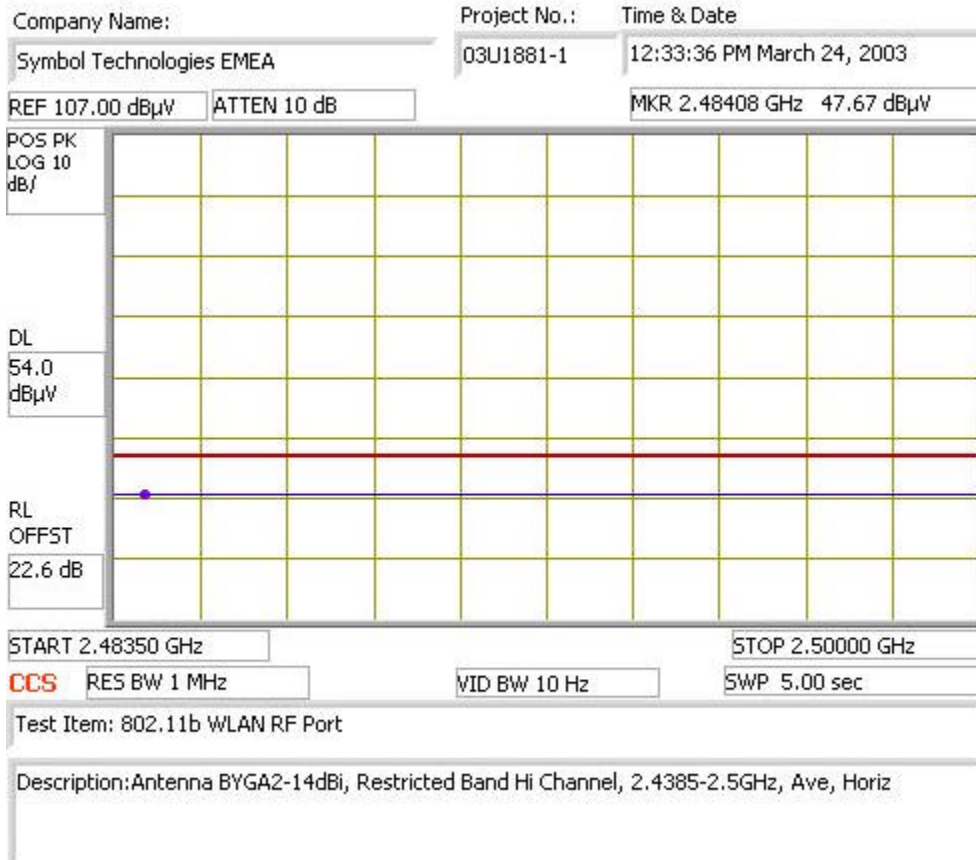 Company Name:
Project No.:
Time & Date
Symbol Technologies EMEA
03U1881-1
12:33:36 PM March 24, 2003
REF 107.00 dBµV
ATTEN 10 dB
MKR 2.48408 GHz 47.67 dBµV
POS PK
LOG 10
dB/
DL
54.0
dBµV
RL
OFFST
22.6 dB
START 2.48350 GHz
STOP 2.50000 GHz
CCS
RES BW 1 MHz
VID BW 10 Hz
SWP 5.00 sec
Test Item: 802.11b WLAN RF Port
Description:Antenna BYGA2-14dBi, Restricted Band Hi Channel, 2.4385-2.5GHz, Ave, Horiz